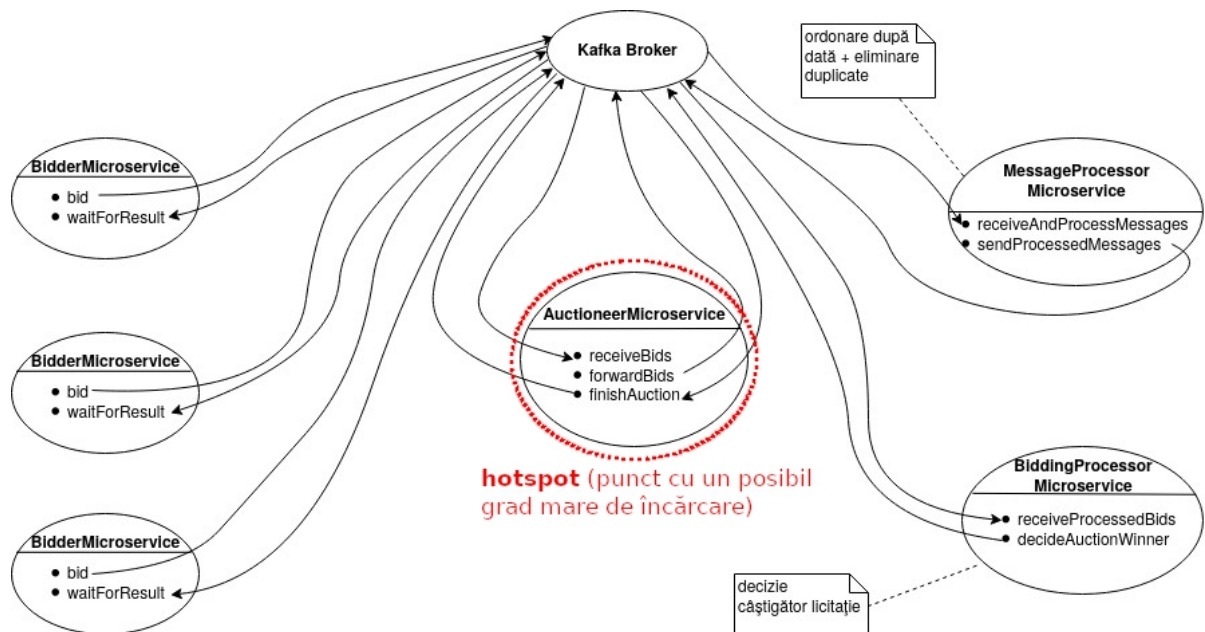 Kafka Broker
ordonare după
dată + eliminare
duplicate
BidderMicroservice
• bid
• waitForResult
MessageProcessor
Microservice
• receiveAndProcessMessages
• sendProcessedMessages
AuctioneerMicroservice
• receiveBids
• forwardBids
• finishAuction
BidderMicroservice
• bid
• waitForResult
hotspot (punct cu un posibil
grad mare de încărcare)
BiddingProcessor
Microservice
• receiveProcessedBids
• decideAuctionWinner
BidderMicroservice
• bid
• waitForResult
decizie
câștigător licitație